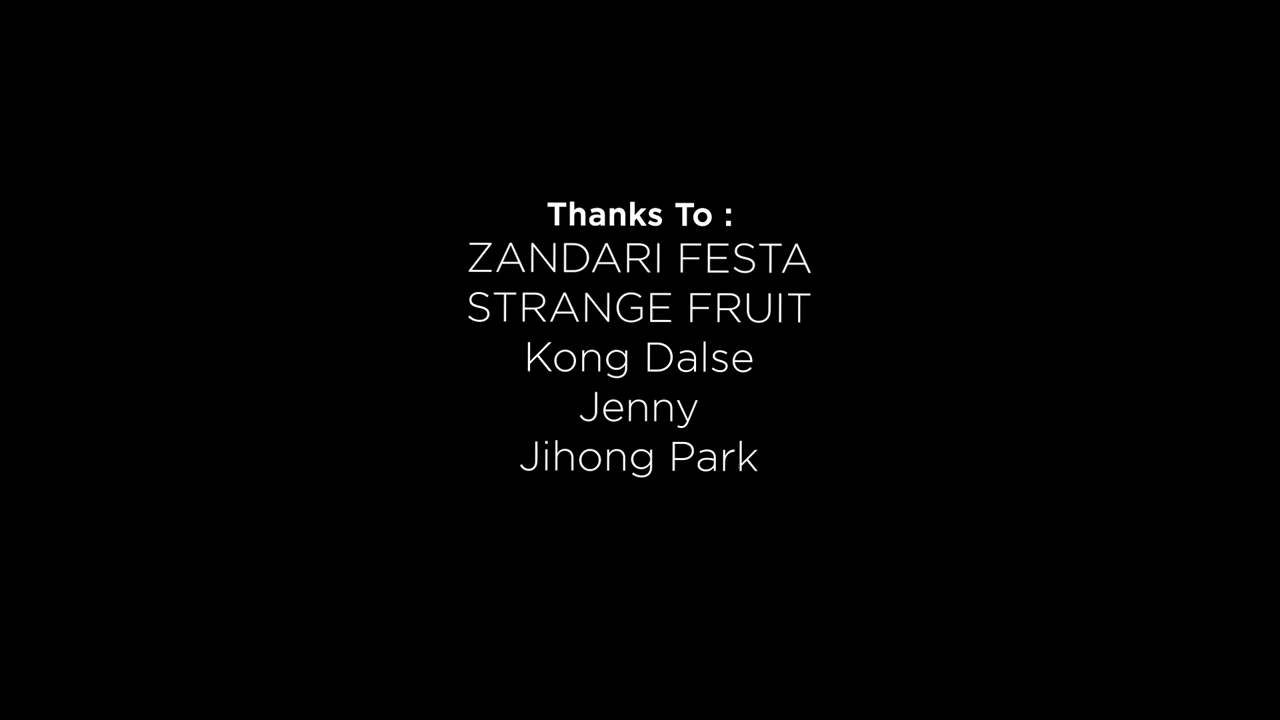 Thanks To :
ZANDARI FESTA
STRANGE FRUIT
Kong Dalse
Jenny
Jihong Park